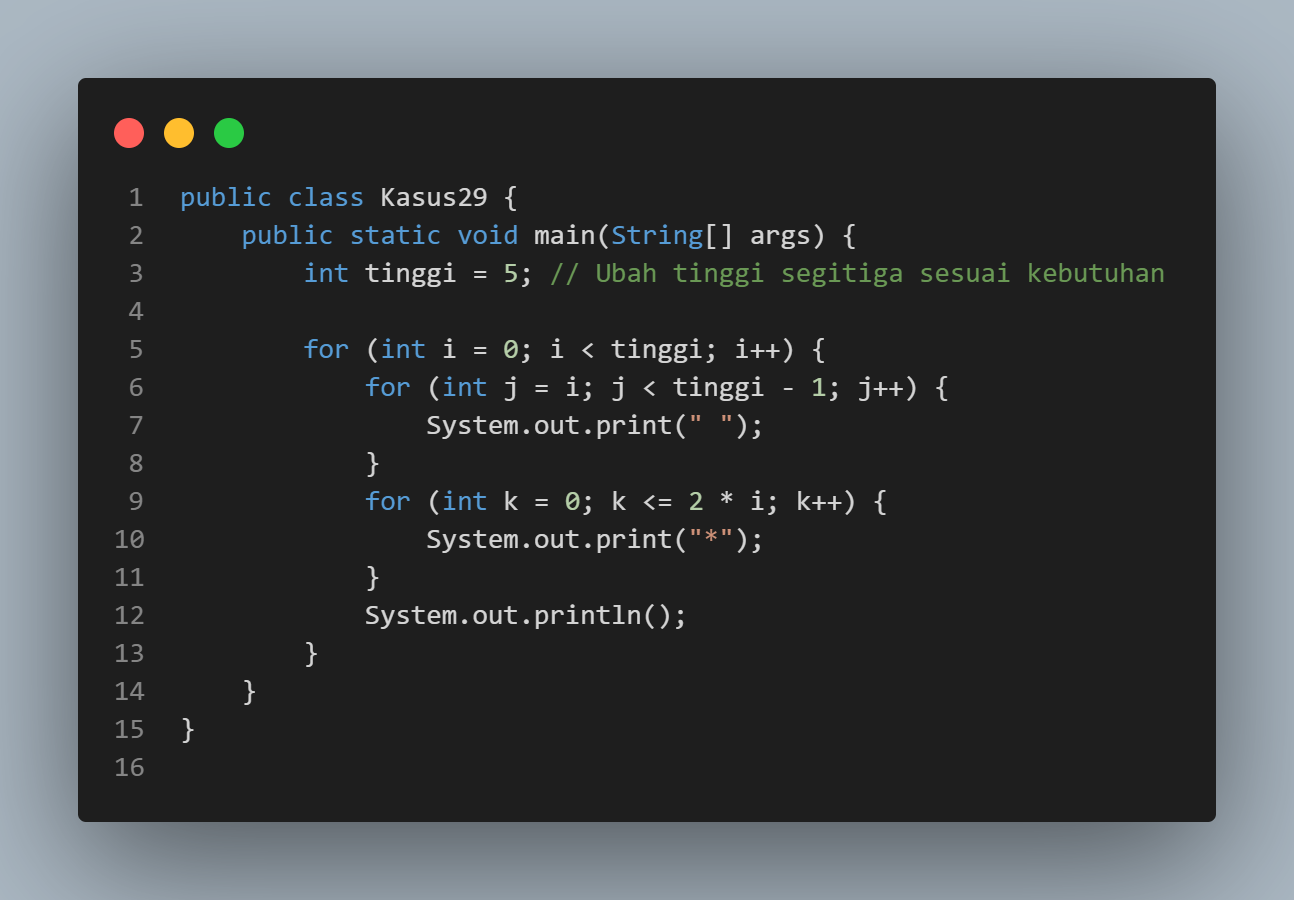 1 public class Kasus29 {
2     public static void main(String[] args) {
3         int tinggi = 5; // Ubah tinggi segitiga sesuai kebutuhan
4
5         for (int i = 0; i < tinggi; i++) {
6             for (int j = i; j < tinggi - 1; j++) {
7                 System.out.print(" ");
8             }
9             for (int k = 0; k <= 2 * i; k++) {
10                 System.out.print("*");
11             }
12             System.out.println();
13         }
14     }
15 }
16